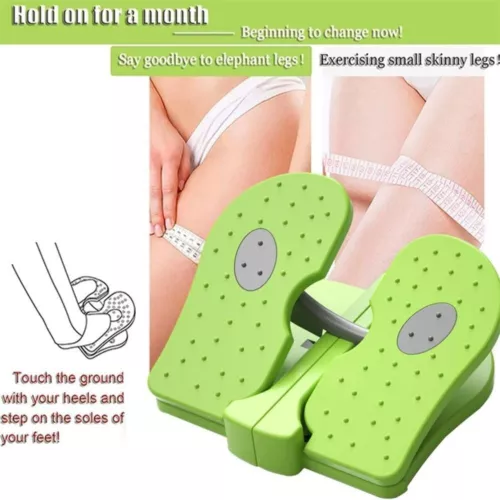 Hold on for a month
Beginning to change now!
Say goodbye to elephant legs!
Exercising small skinny legs!
Touch the ground
with your heels and
step on the soles of
your feet!